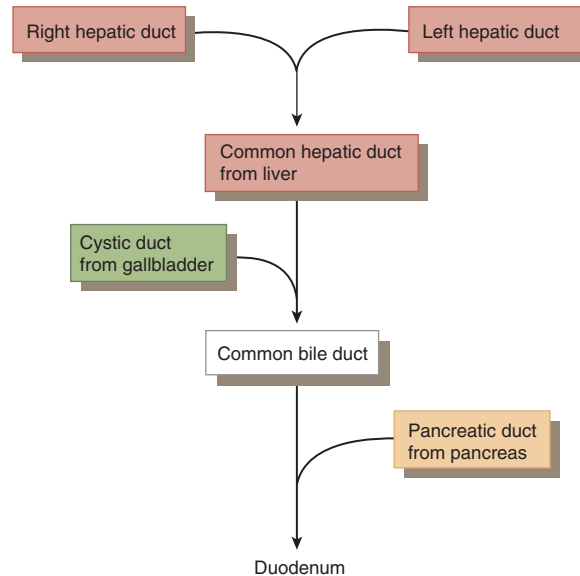 Right hepatic duct
Left hepatic duct
Common hepatic duct
from liver
Cystic duct
from gallbladder
Common bile duct
Pancreatic duct
from pancreas
Duodenum